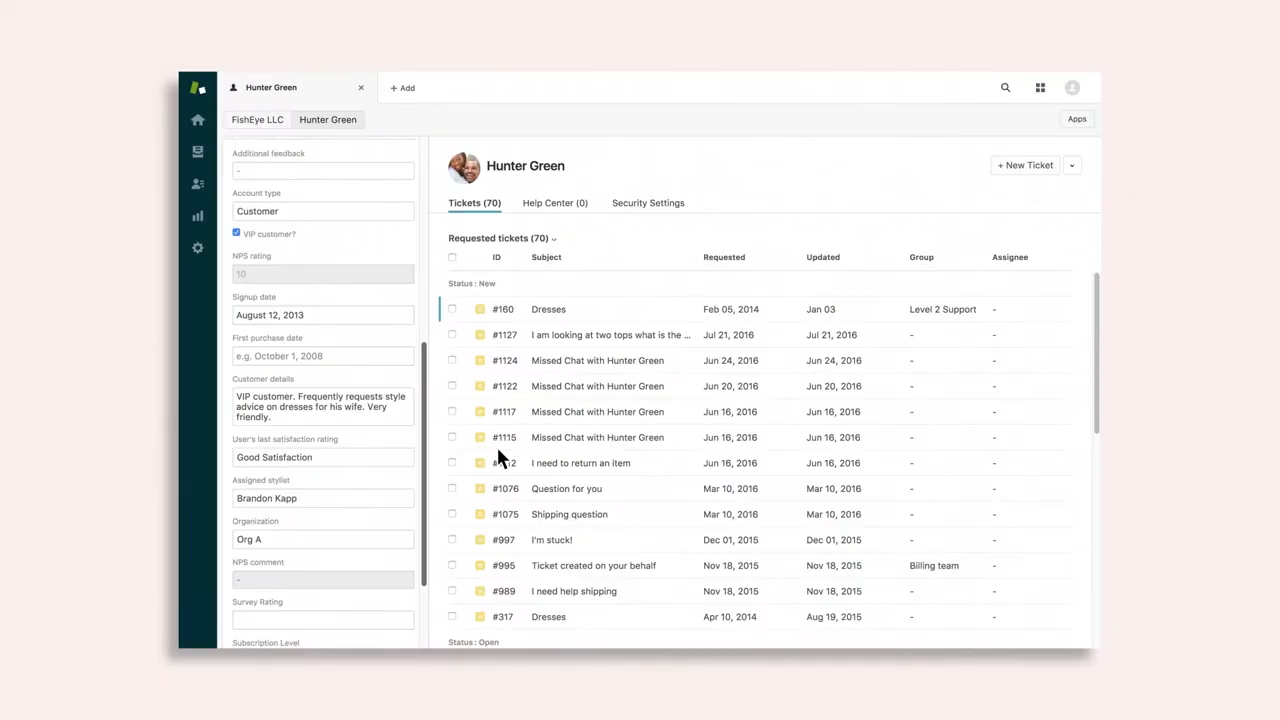 Hunter Green
+ Add
FishEye LLC
Hunter Green
Apps
Additional feedback
-
Account type
Customer
VIP customer?
NPS rating
10
Signup date
August 12, 2013
First purchase date
e.g. October 1, 2008
Customer details
VIP customer. Frequently requests style
advice on dresses for his wife. Very
friendly.
User's last satisfaction rating
Good Satisfaction
Assigned stylist
Brandon Kapp
Organization
Org A
NPS comment
-
Survey Rating
Subscription Level
Hunter Green
+ New Ticket
Tickets (70) Help Center (0) Security Settings
Requested tickets (70)
ID Subject Requested Updated Group Assignee
Status : New
#160 Dresses Feb 05, 2014 Jan 03 Level 2 Support -
#1127 I am looking at two tops what is the ... Jul 21, 2016 Jul 21, 2016 - -
#1124 Missed Chat with Hunter Green Jun 24, 2016 Jun 24, 2016 - -
#1122 Missed Chat with Hunter Green Jun 20, 2016 Jun 20, 2016 - -
#1117 Missed Chat with Hunter Green Jun 16, 2016 Jun 16, 2016 - -
#1115 Missed Chat with Hunter Green Jun 16, 2016 Jun 16, 2016 - -
I need to return an item Jun 16, 2016 Jun 16, 2016 - -
#1076 Question for you Mar 10, 2016 Mar 10, 2016 - -
#1075 Shipping question Mar 10, 2016 Mar 10, 2016 - -
#997 I'm stuck! Dec 01, 2015 Dec 01, 2015 - -
#995 Ticket created on your behalf Nov 18, 2015 Nov 18, 2015 Billing team -
#989 I need help shipping Nov 18, 2015 Nov 18, 2015 - -
#317 Dresses Apr 10, 2014 Aug 19, 2015 - -
Status : Open